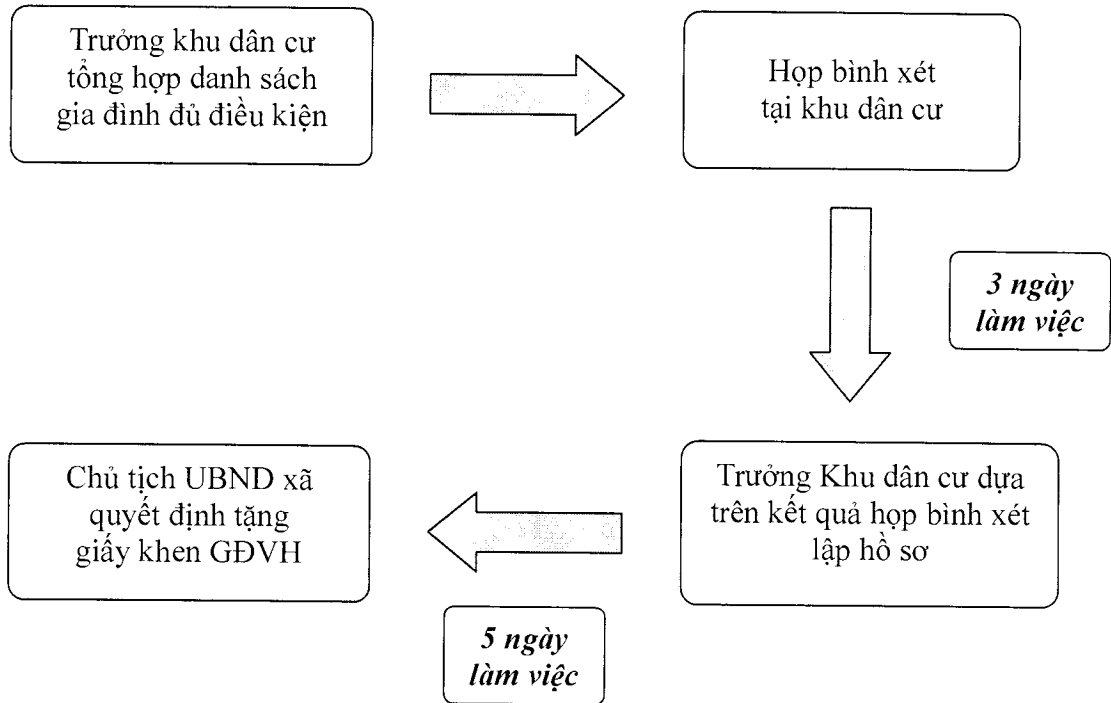 Trưởng khu dân cư
tổng hợp danh sách
gia đình đủ điều kiện
Họp bình xét
tại khu dân cư
3 ngày
làm việc
Trưởng Khu dân cư dựa
trên kết quả họp bình xét
lập hồ sơ
5 ngày
làm việc
Chủ tịch UBND xã
quyết định tặng
giấy khen GĐVH